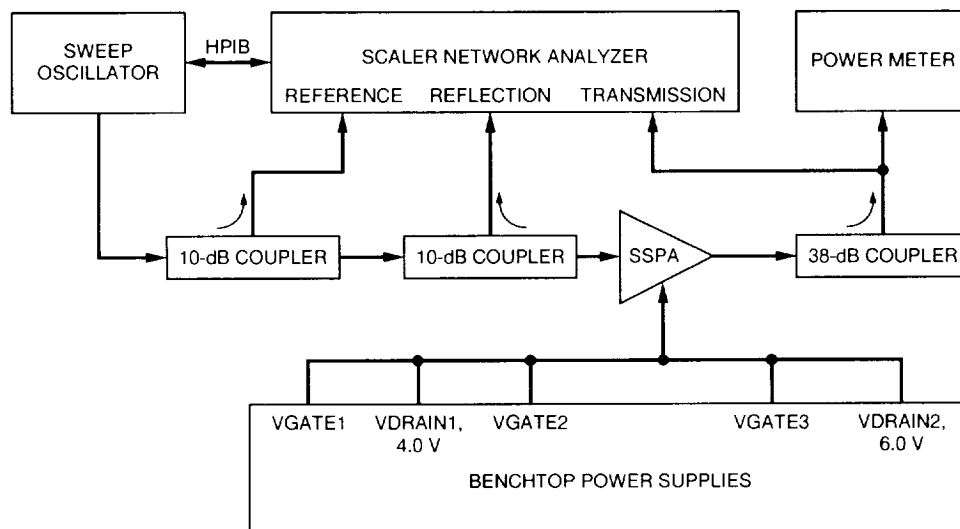 SWEEP
OSCILLATOR
HPIB
SCALER NETWORK ANALYZER
REFERENCE REFLECTION TRANSMISSION
POWER METER
10-dB COUPLER
10-dB COUPLER
SSPA
38-dB COUPLER
VGATE1
VDRAIN1,
4.0 V
VGATE2
VGATE3
VDRAIN2,
6.0 V
BENCHTOP POWER SUPPLIES